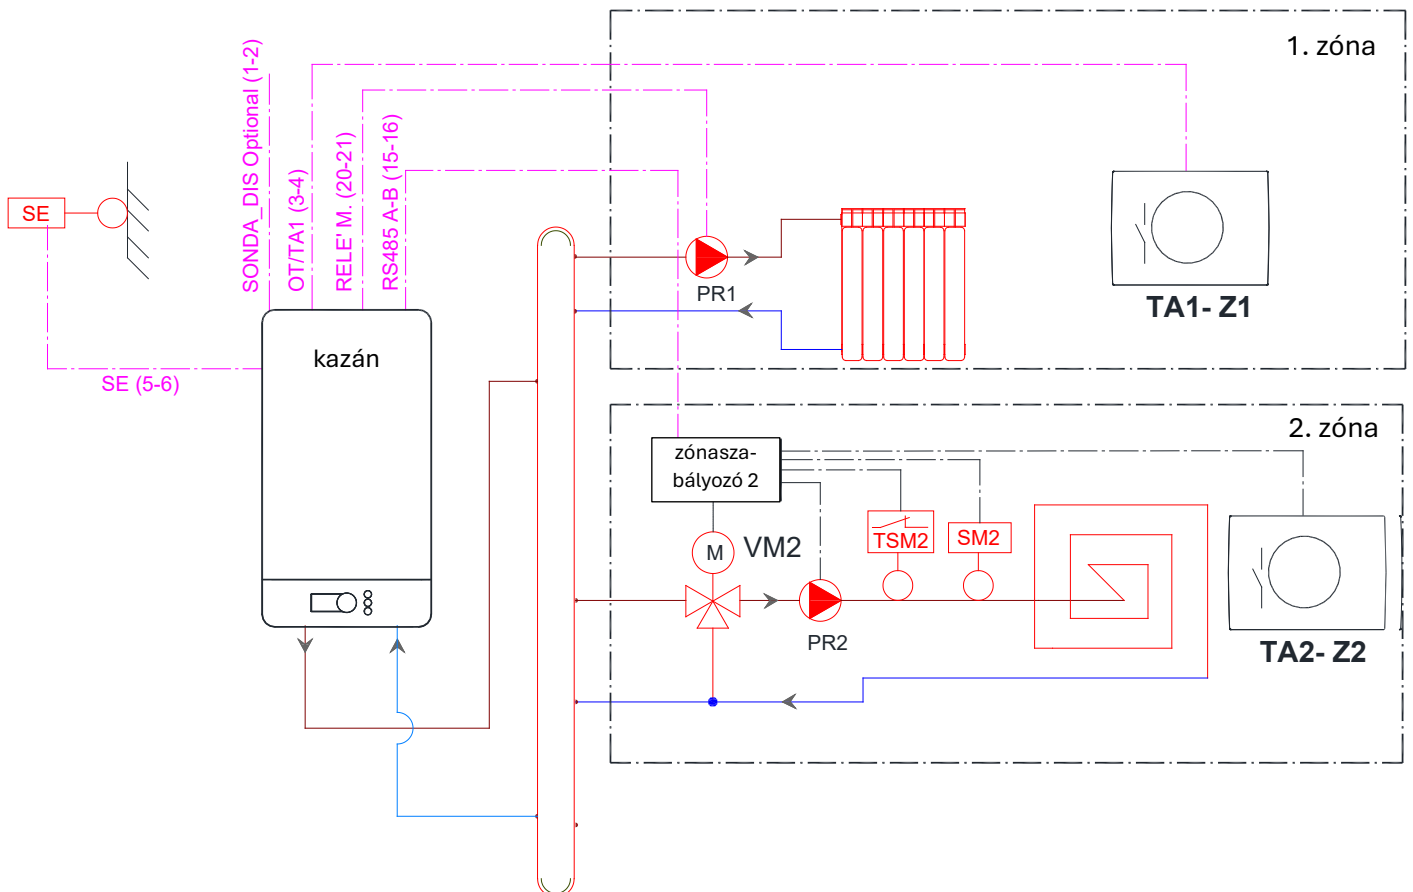 1. zóna
SONDA_DIS Optional (1-2)
OT/TA1 (3-4)
RELE' M. (20-21)
RS485 A-B (15-16)
SE
PR1
TA1- Z1
kazán
SE (5-6)
2. zóna
zónasza-
bályozó 2
M
VM2
TSM2
SM2
PR2
TA2- Z2